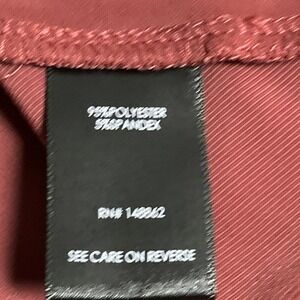 95%POLYESTER
5%SPANDEX
RN# 148862
SEE CARE ON REVERSE